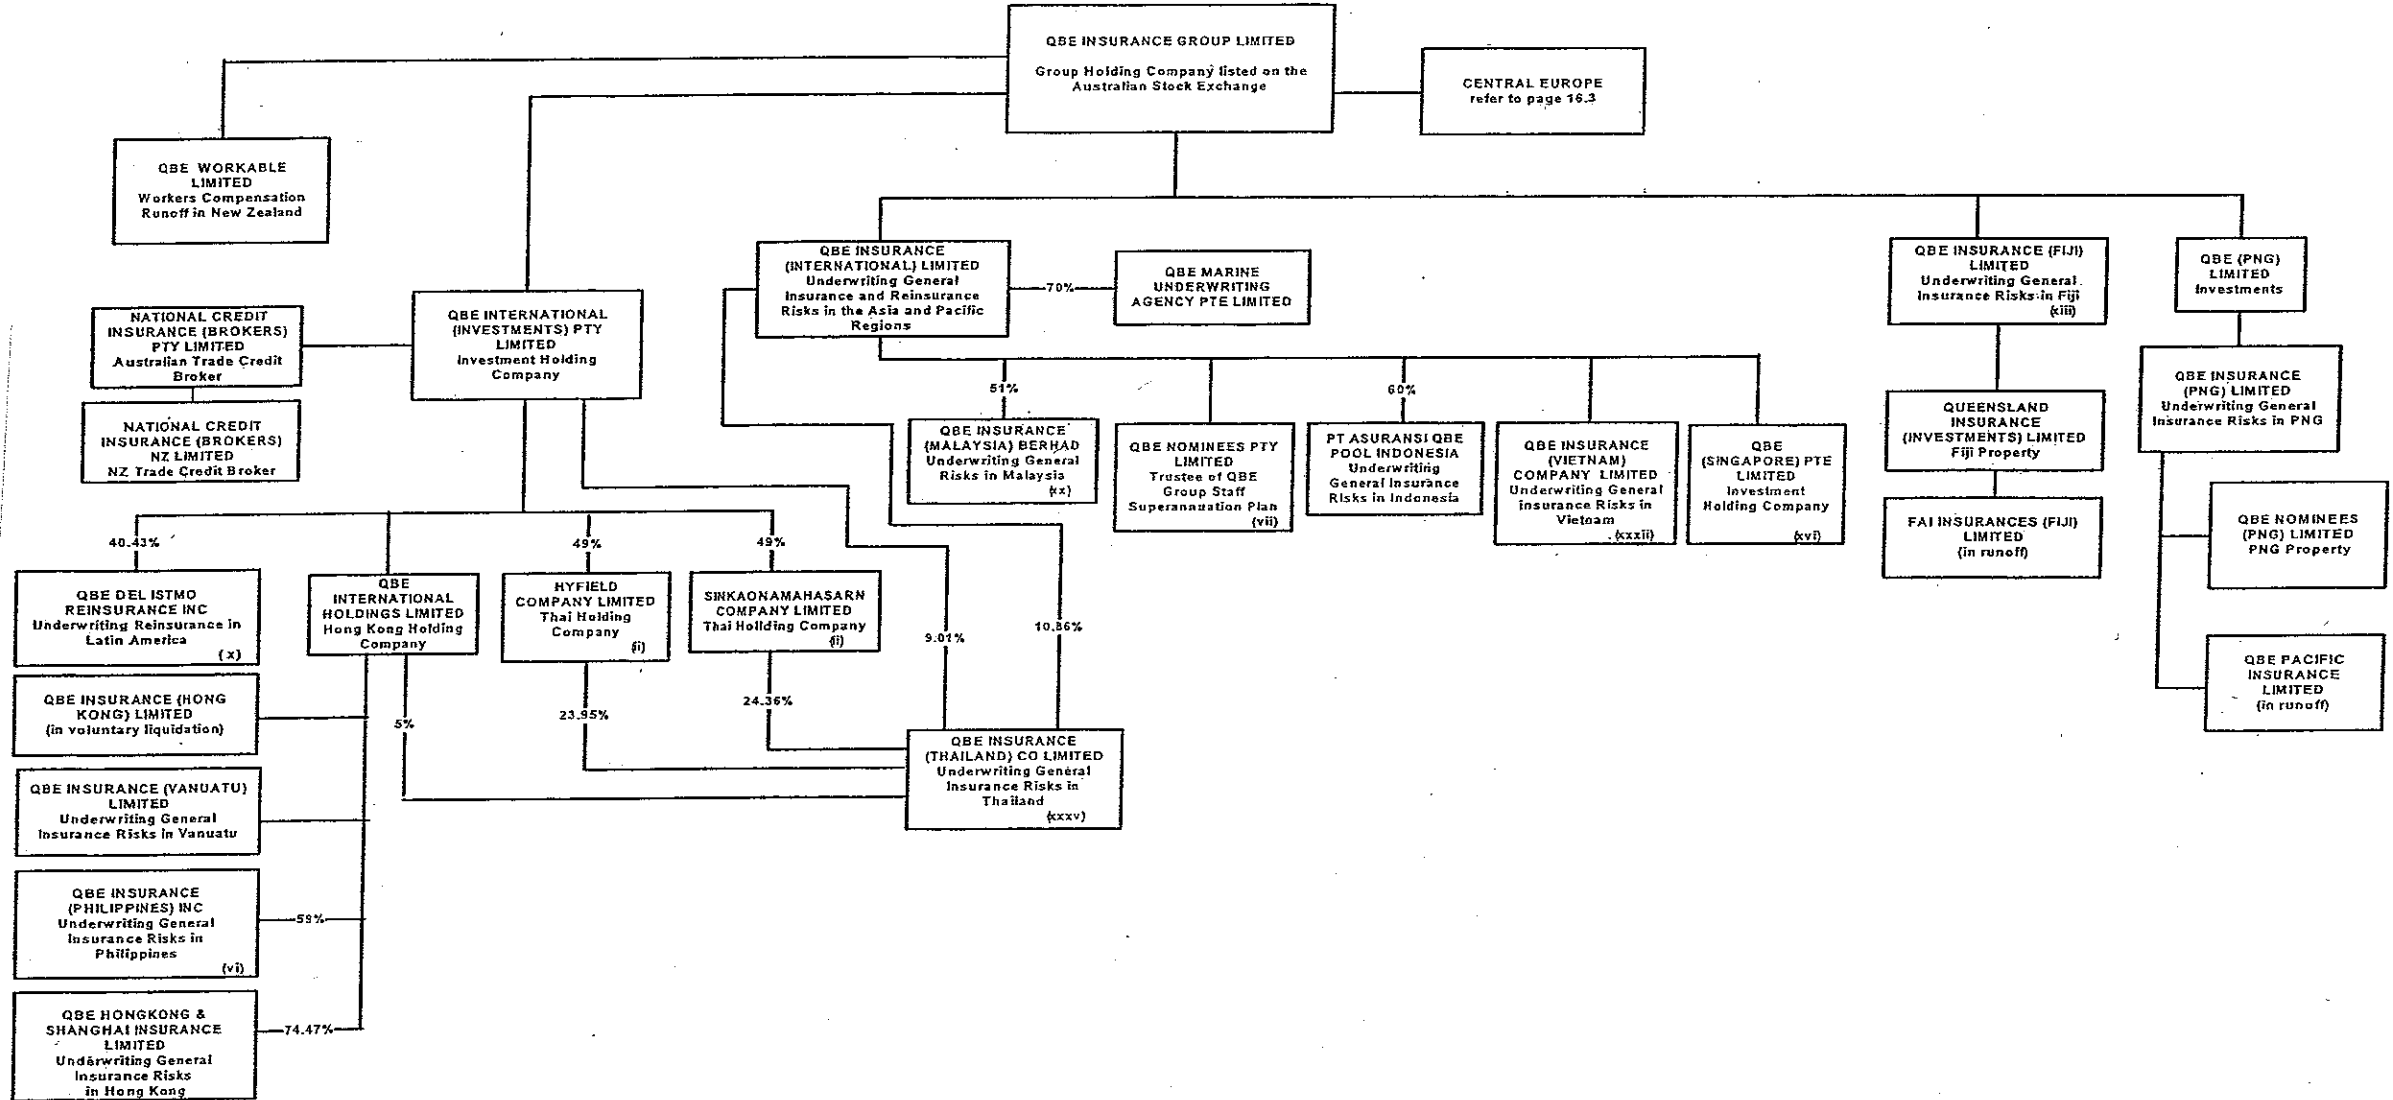 QBE INSURANCE GROUP LIMITED
Group Holding Company listed on the
Australian Stock Exchange
CENTRAL EUROPE
refer to page 16.3
QBE WORKABLE
LIMITED
Workers Compensation
Runoff in New Zealand
QBE INSURANCE
(INTERNATIONAL) LIMITED
Underwriting General
Insurance and Reinsurance
Risks in the Asia and Pacific
Regions
70%
QBE MARINE
UNDERWRITING
AGENCY PTE LIMITED
QBE INSURANCE (FIJI)
LIMITED
Underwriting General
Insurance Risks in Fiji
(xiii)
QBE (PNG)
LIMITED
Investments
NATIONAL CREDIT
INSURANCE (BROKERS)
PTY LIMITED
Australian Trade Credit
Broker
QBE INTERNATIONAL
(INVESTMENTS) PTY
LIMITED
Investment Holding
Company
NATIONAL CREDIT
INSURANCE (BROKERS)
NZ LIMITED
NZ Trade Credit Broker
51%
60%
QBE INSURANCE
(MALAYSIA) BERHAD
Underwriting General
Risks in Malaysia
(xx)
QBE NOMINEES PTY
LIMITED
Trustee of QBE
Group Staff
Superannuation Plan
(vii)
PT ASURANSI QBE
POOL INDONESIA
Underwriting
General Insurance
Risks in Indonesia
QBE INSURANCE
(VIETNAM)
COMPANY LIMITED
Underwriting General
insurance Risks in
Vietnam
(xxxii)
QBE
(SINGAPORE) PTE
LIMITED
Investment
Holding Company
(xvi)
QUEENSLAND
INSURANCE
(INVESTMENTS) LIMITED
Fiji Property
QBE INSURANCE
(PNG) LIMITED
Underwriting General
Insurance Risks in PNG
FAI INSURANCES (FIJI)
LIMITED
(in runoff)
QBE NOMINEES
(PNG) LIMITED
PNG Property
QBE PACIFIC
INSURANCE
LIMITED
(in runoff)
40.43%
49%
49%
QBE DEL ISTMO
REINSURANCE INC
Underwriting Reinsurance in
Latin America
(x)
QBE
INTERNATIONAL
HOLDINGS LIMITED
Hong Kong Holding
Company
HYFIELD
COMPANY LIMITED
Thai Holding
Company
(ii)
SINKAONAMAHASARN
COMPANY LIMITED
Thai Hollding Company
(ii)
9.01%
10.86%
QBE INSURANCE (HONG
KONG) LIMITED
(in voluntary liquidation)
5%
23.95%
24.36%
QBE INSURANCE
(THAILAND) CO LIMITED
Underwriting General
Insurance Risks in
Thailand
(xxxv)
QBE INSURANCE (VANUATU)
LIMITED
Underwriting General
Insurance Risks in Vanuatu
QBE INSURANCE
(PHILIPPINES) INC
Underwriting General
Insurance Risks in
Philippines
(vi)
59%
QBE HONGKONG &
SHANGHAI INSURANCE
LIMITED
Underwriting General
Insurance Risks
in Hong Kong
74.47%